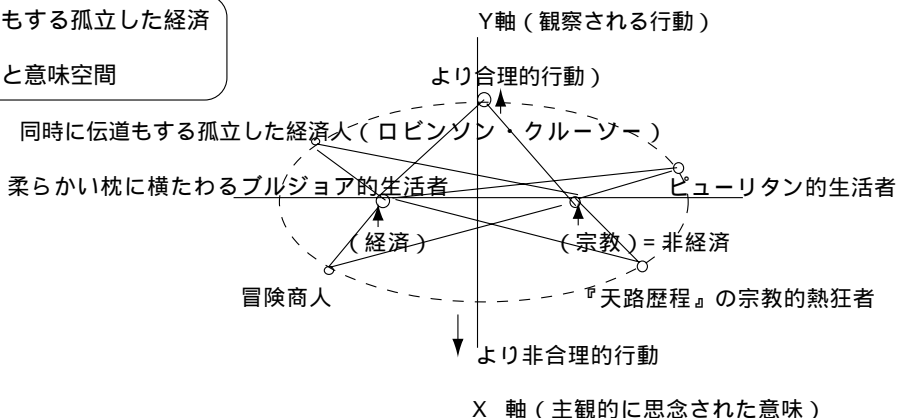 もする孤立した経済
と意味空間
Y軸（観察される行動）
より合理的行動）
同時に伝道もする孤立した経済人（ロビンソン・クルーソー）
柔らかい枕に横たわるブルジョア的生活者
ピューリタン的生活者
（経済）
（宗教）＝非経済
冒険商人
『天路歴程』の宗教的熱狂者
より非合理的行動
X 軸（主観的に思念された意味）